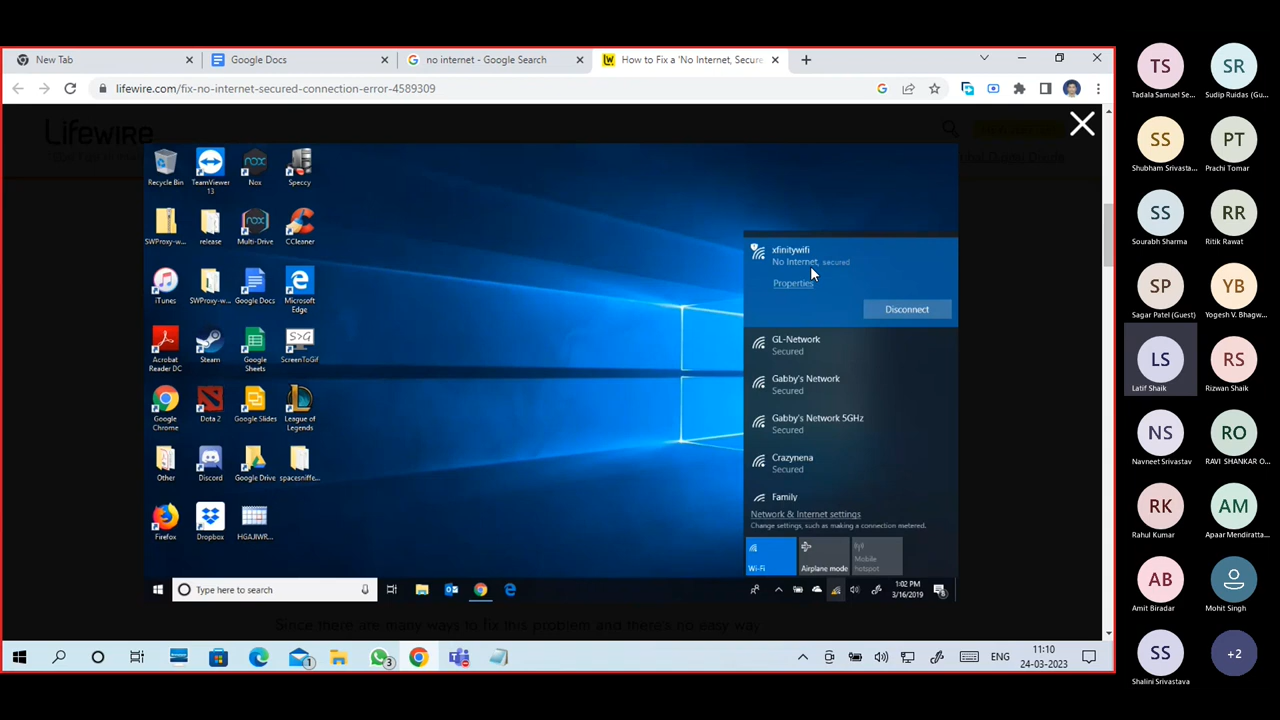 New Tab
Google Docs
no internet - Google Search
How to Fix a 'No Internet, Secure
lifewire.com/fix-no-internet-secured-connection-error-4589309
Lifewire
Recycle Bin
TeamViewer 13
Nox
Speccy
SWProxy-w...
release
Multi-Drive
CCleaner
iTunes
SWProxy-w...
Google Docs
Microsoft Edge
Acrobat Reader DC
Steam
Google Sheets
S>G
ScreenToGif
Google Chrome
Dota 2
Google Slides
League of Legends
Other
Discord
Google Drive
spacesniffe...
Firefox
Dropbox
HGAJIWR...
xfinitywifi
No Internet, secured
Properties
Disconnect
GL-Network
Secured
Gabby's Network
Secured
Gabby's Network 5GHz
Secured
Crazynena
Secured
Family
Network & Internet settings
Change settings, such as making a connection metered.
Wi-Fi
Airplane mode
Mobile hotspot
Type here to search
1:02 PM
3/16/2019
Since there are many ways to fix this problem and there's no easy way
1
3
ENG
11:10
24-03-2023
TS
Tadala Samuel Se...
SR
Sudip Ruidas (Gu...
SS
Shubham Srivasta...
PT
Prachi Tomar
SS
Sourabh Sharma
RR
Ritik Rawat
SP
Sagar Patel (Guest)
YB
Yogesh V. Bhagw...
LS
Latif Shaik
RS
Rizwan Shaik
NS
Navneet Srivastav
RO
RAVI SHANKAR O...
RK
Rahul Kumar
AM
Apaar Mendiratta...
AB
Amit Biradar
Mohit Singh
SS
Shalini Srivastava
+2